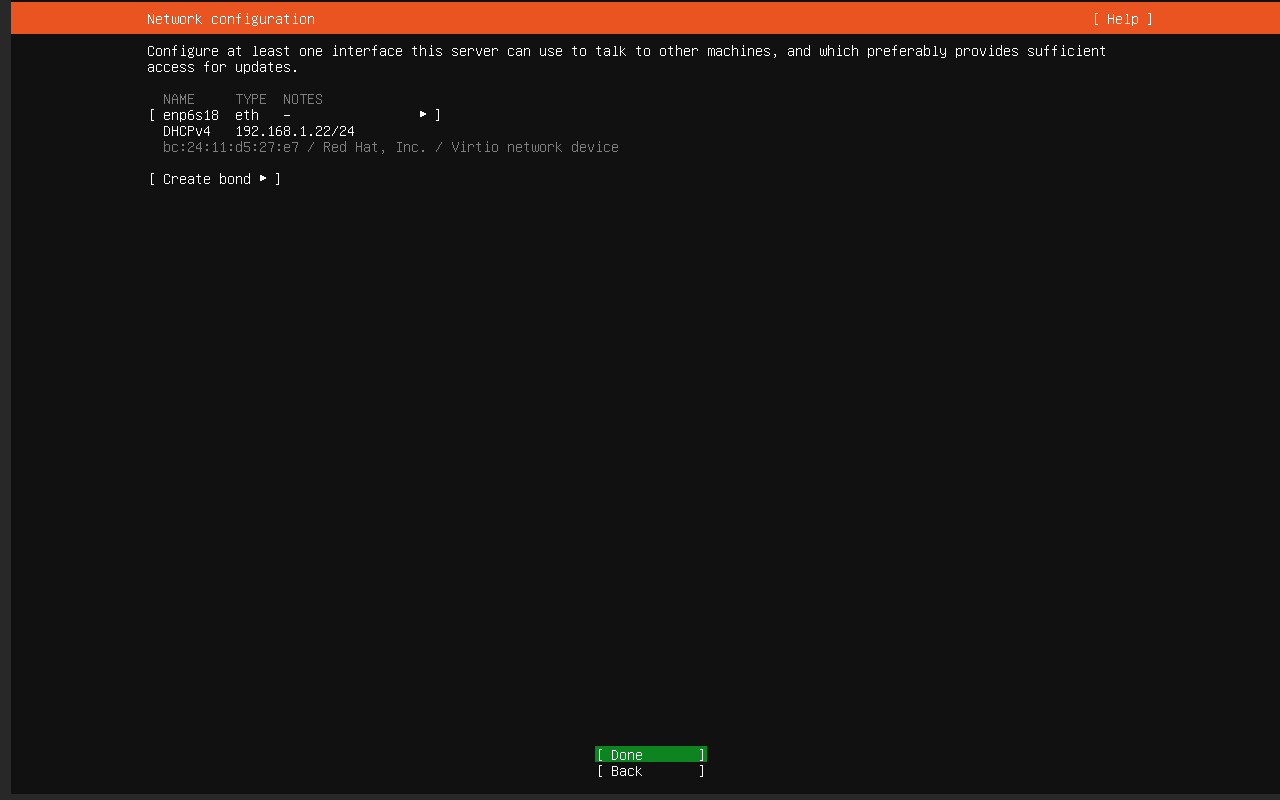 Network configuration [ Help ]
Configure at least one interface this server can use to talk to other machines, and which preferably provides sufficient
access for updates.
NAME TYPE NOTES
[ enp6s18 eth – ▸ ]
DHCPv4 192.168.1.22/24
bc:24:11:d5:27:e7 / Red Hat, Inc. / Virtio network device
[ Create bond ▸ ]
[ Done ]
[ Back ]